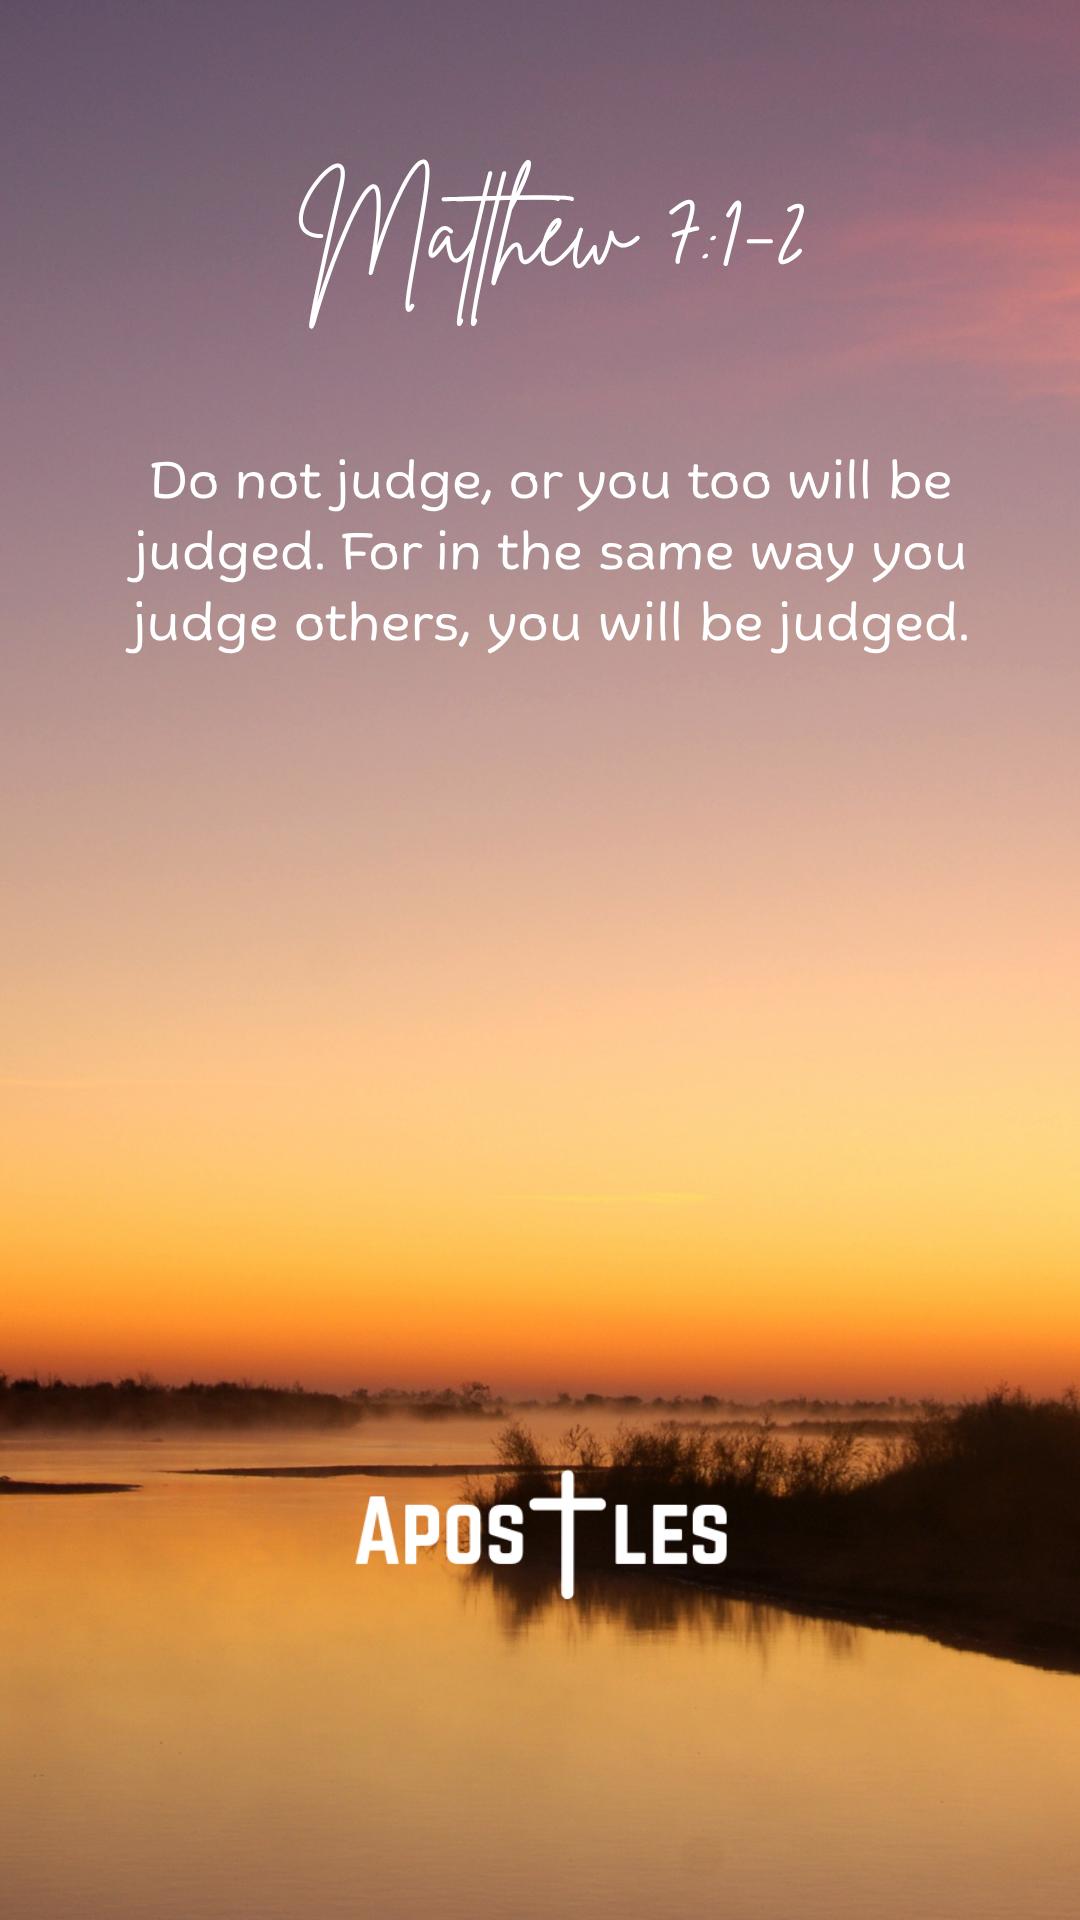 Matthew 7:1-2
Do not judge, or you too will be
judged. For in the same way you
judge others, you will be judged.
APOSTLES